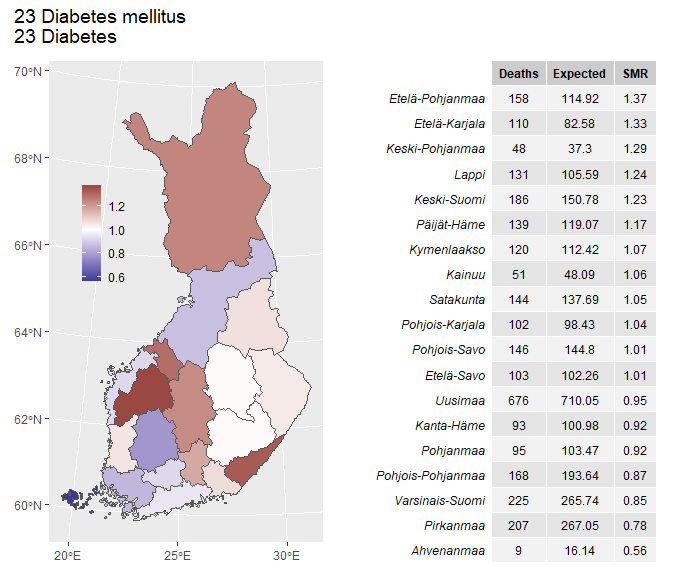 23 Diabetes mellitus
23 Diabetes
70°N
68°N
66°N
64°N
62°N
60°N
20°E
25°E
30°E
1.2
1.0
0.8
0.6
Deaths Expected SMR
Etelä-Pohjanmaa 158 114.92 1.37
Etelä-Karjala 110 82.58 1.33
Keski-Pohjanmaa 48 37.3 1.29
Lappi 131 105.59 1.24
Keski-Suomi 186 150.78 1.23
Päijät-Häme 139 119.07 1.17
Kymenlaakso 120 112.42 1.07
Kainuu 51 48.09 1.06
Satakunta 144 137.69 1.05
Pohjois-Karjala 102 98.43 1.04
Pohjois-Savo 146 144.8 1.01
Etelä-Savo 103 102.26 1.01
Uusimaa 676 710.05 0.95
Kanta-Häme 93 100.98 0.92
Pohjanmaa 95 103.47 0.92
Pohjois-Pohjanmaa 168 193.64 0.87
Varsinais-Suomi 225 265.74 0.85
Pirkanmaa 207 267.05 0.78
Ahvenanmaa 9 16.14 0.56